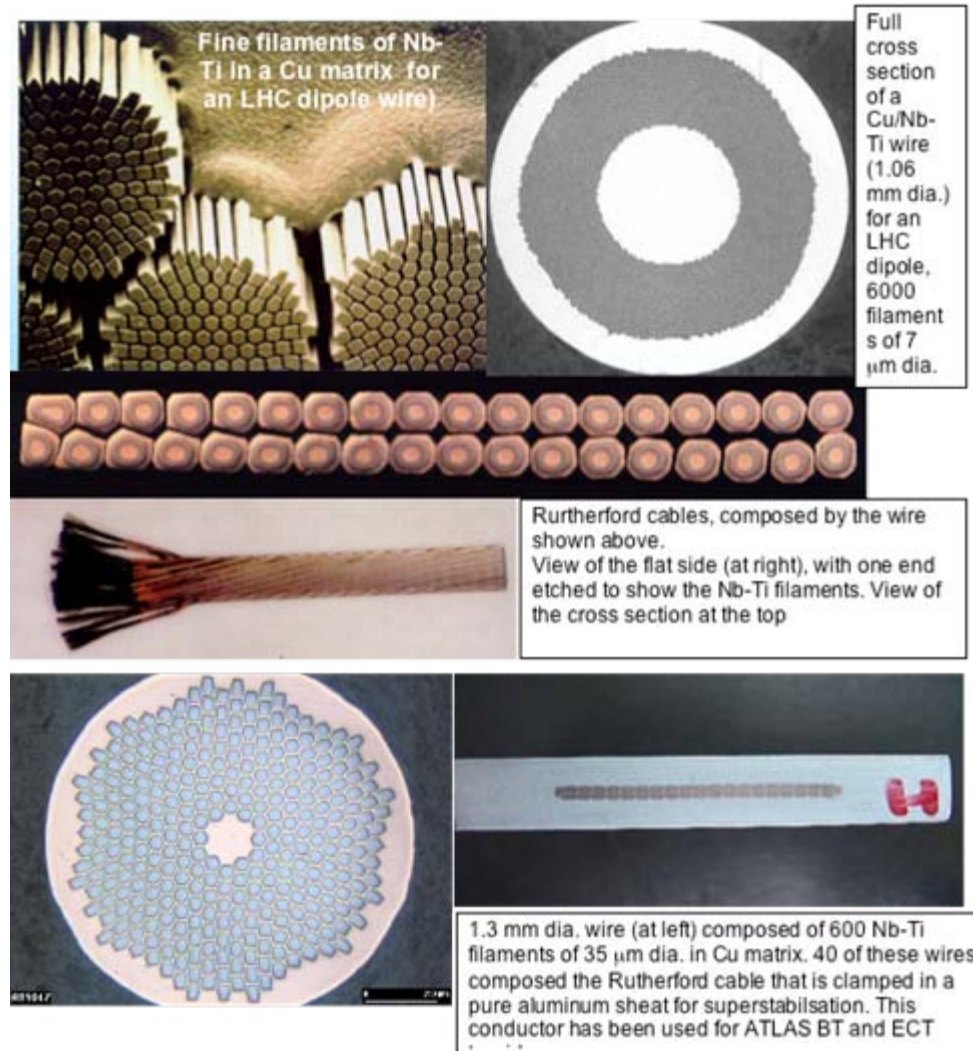 Fine filaments of Nb-
Ti in a Cu matrix for
an LHC dipole wire)
Full
cross
section
of a
Cu/Nb-
Ti wire
(1.06
mm dia.)
for an
LHC
dipole,
6000
filament
s of 7
μm dia.
Rurtherford cables, composed by the wire
shown above.
View of the flat side (at right), with one end
etched to show the Nb-Ti filaments. View of
the cross section at the top
1.3 mm dia. wire (at left) composed of 600 Nb-Ti
filaments of 35 μm dia. in Cu matrix. 40 of these wires
composed the Rutherford cable that is clamped in a
pure aluminum sheat for superstabilsation. This
conductor has been used for ATLAS BT and ECT